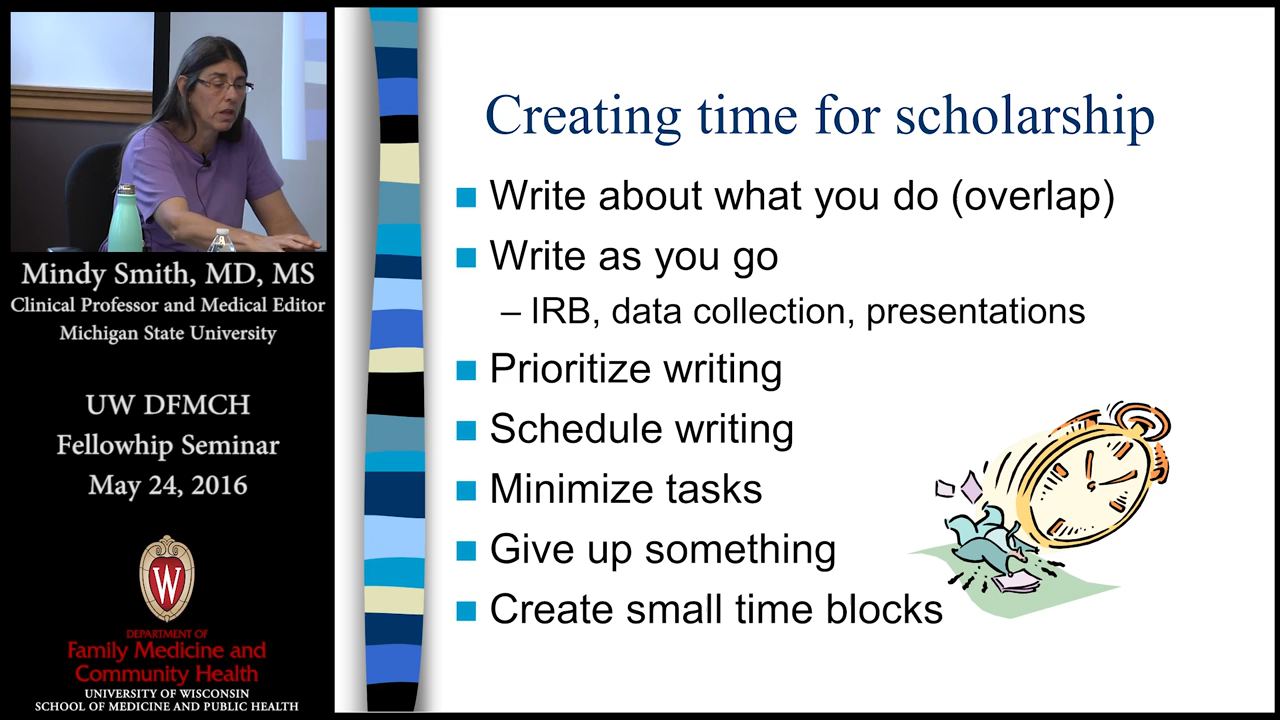 Mindy Smith, MD, MS
Clinical Professor and Medical Editor
Michigan State University
UW DFMCH
Fellowhip Seminar
May 24, 2016
W
DEPARTMENT OF
Family Medicine and
Community Health
UNIVERSITY OF WISCONSIN
SCHOOL OF MEDICINE AND PUBLIC HEALTH
Creating time for scholarship
Write about what you do (overlap)
Write as you go
– IRB, data collection, presentations
Prioritize writing
Schedule writing
Minimize tasks
Give up something
Create small time blocks